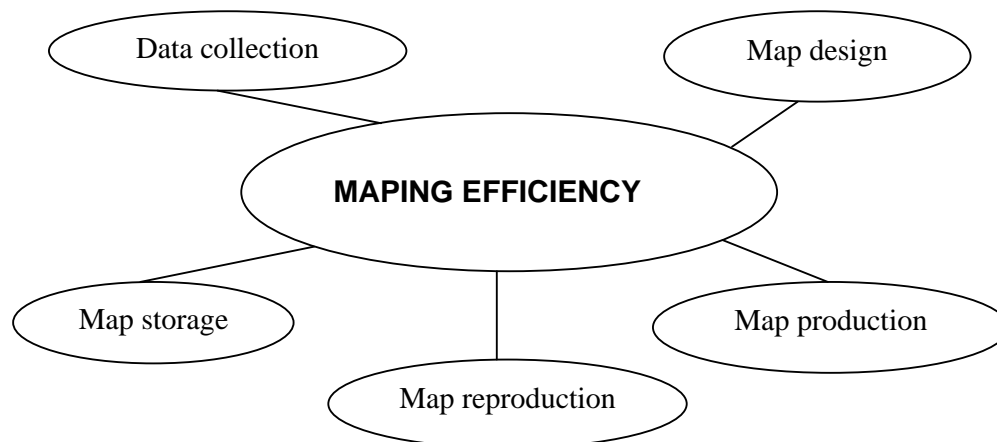 Data collection
Map design
MAPING EFFICIENCY
Map storage
Map production
Map reproduction